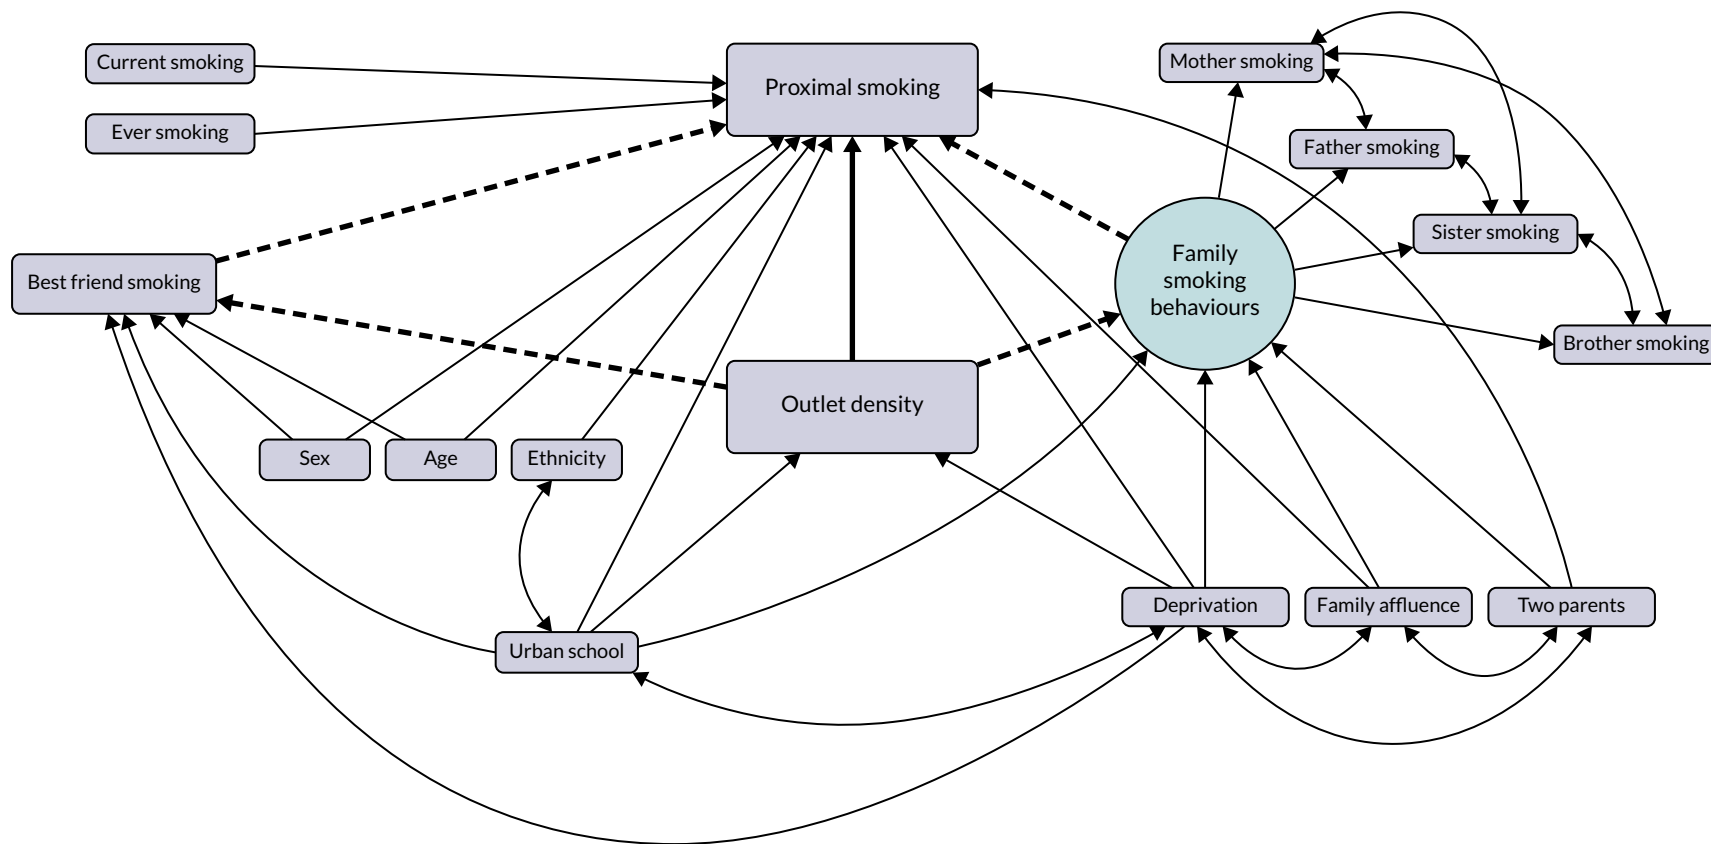 Current smoking
Proximal smoking
Mother smoking
Ever smoking
Father smoking
Sister smoking
Best friend smoking
Family
smoking
behaviours
Brother smoking
Outlet density
Sex
Age
Ethnicity
Deprivation
Family affluence
Two parents
Urban school